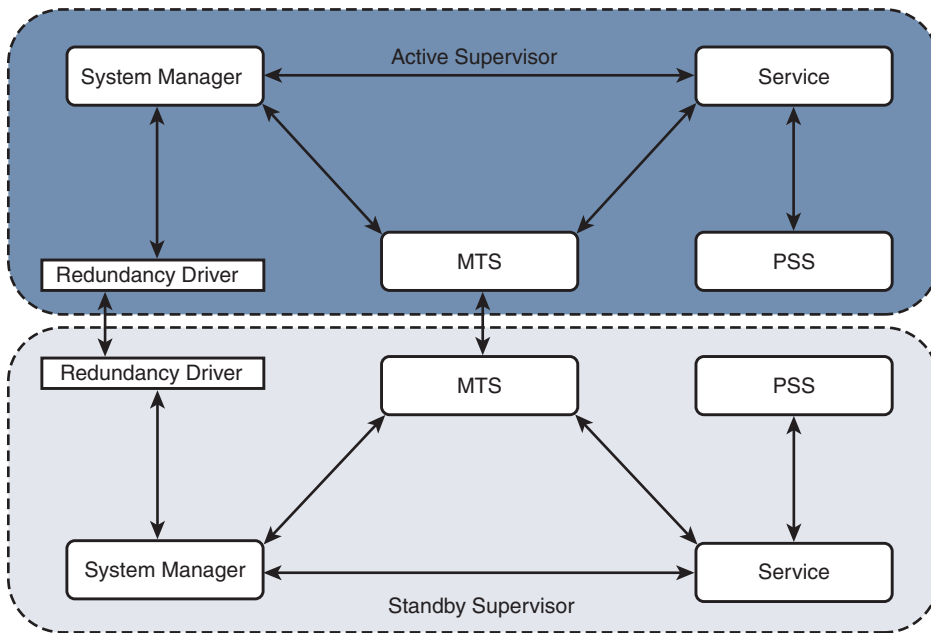 System Manager
Active Supervisor
Service
Redundancy Driver
MTS
PSS
Redundancy Driver
MTS
PSS
System Manager
Service
Standby Supervisor